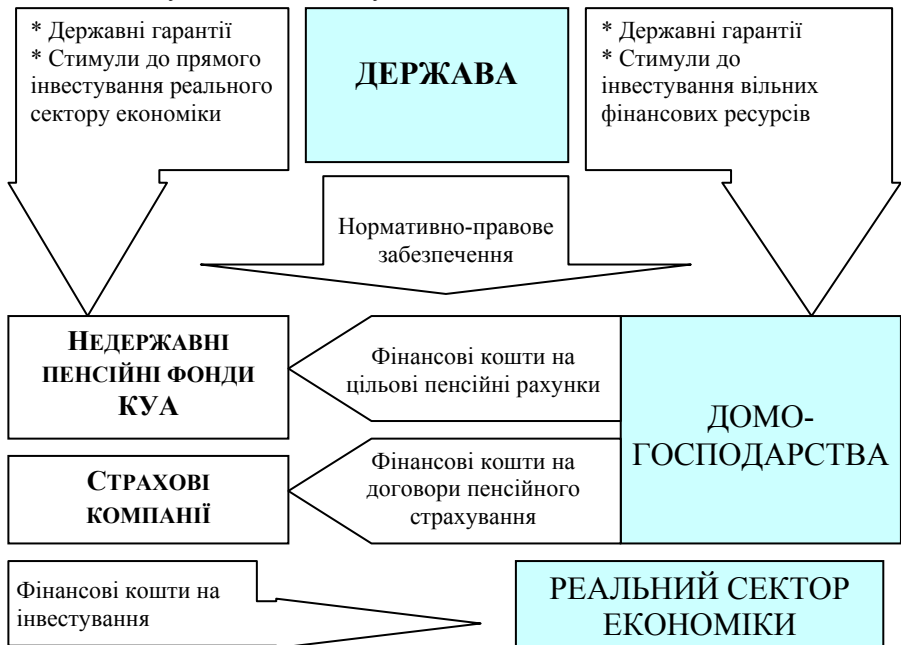 * Державні гарантії
* Стимули до прямого
інвестування реального
сектору економіки
ДЕРЖАВА
* Державні гарантії
* Стимули до
інвестування вільних
фінансових ресурсів
Нормативно-правове
забезпечення
НЕДЕРЖАВНІ
ПЕНСІЙНІ ФОНДИ
КУА
Фінансові кошти на
цільові пенсійні рахунки
ДОМО-
ГОСПОДАРСТВА
СТРАХОВІ
КОМПАНІЇ
Фінансові кошти на
договори пенсійного
страхування
Фінансові кошти на
інвестування
РЕАЛЬНИЙ СЕКТОР
ЕКОНОМІКИ